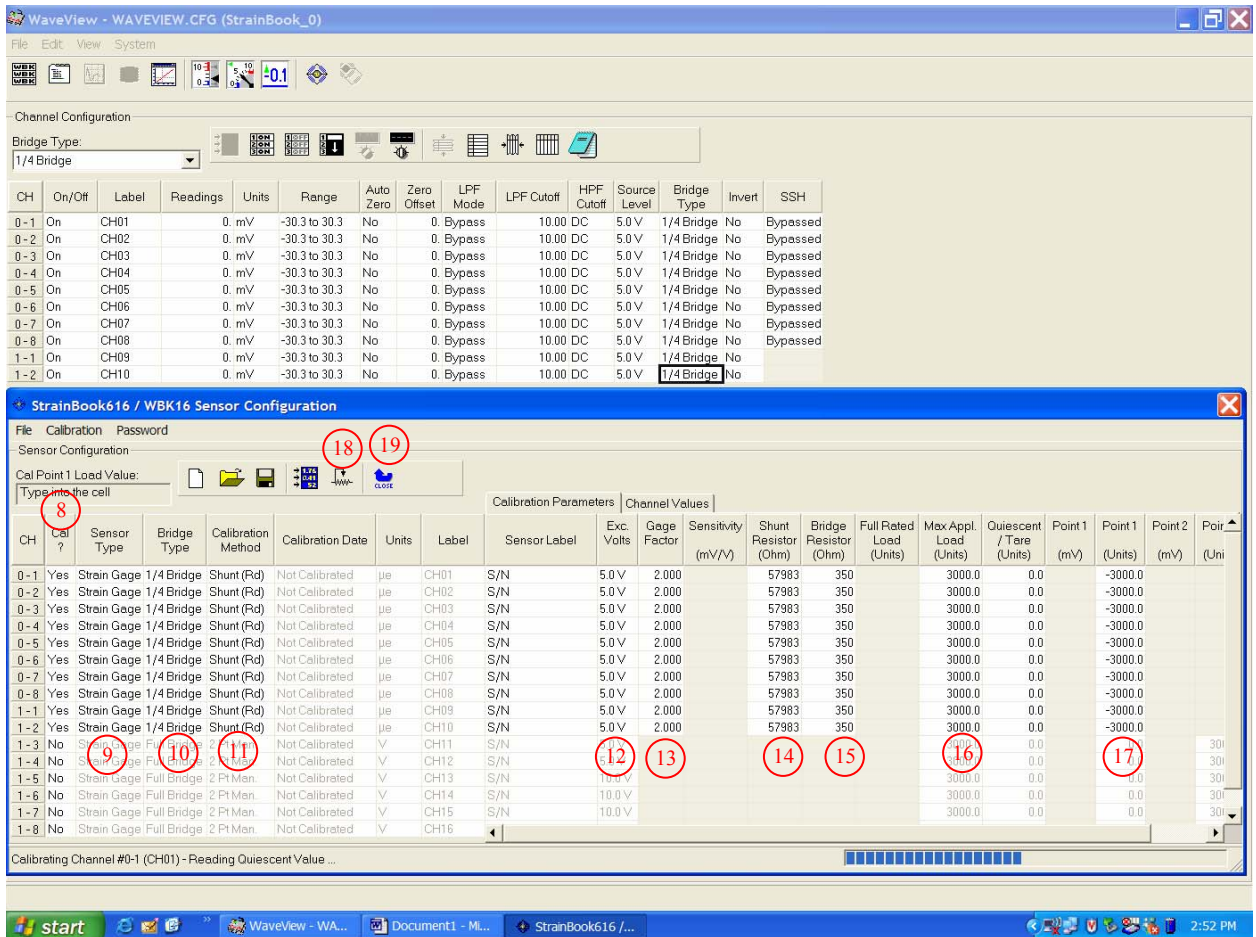 WaveView - WAVEVIEW.CFG (StrainBook_0)
File Edit View System
Channel Configuration
Bridge Type:
1/4 Bridge
CH On/Off Label Readings Units Range Auto Zero Zero Offset LPF Mode LPF Cutoff HPF Cutoff Source Level Bridge Type Invert SSH
0-1 On CH01 0. mV -30.3 to 30.3 No 0. Bypass 10.00 DC 5.0 V 1/4 Bridge No Bypassed
0-2 On CH02 0. mV -30.3 to 30.3 No 0. Bypass 10.00 DC 5.0 V 1/4 Bridge No Bypassed
0-3 On CH03 0. mV -30.3 to 30.3 No 0. Bypass 10.00 DC 5.0 V 1/4 Bridge No Bypassed
0-4 On CH04 0. mV -30.3 to 30.3 No 0. Bypass 10.00 DC 5.0 V 1/4 Bridge No Bypassed
0-5 On CH05 0. mV -30.3 to 30.3 No 0. Bypass 10.00 DC 5.0 V 1/4 Bridge No Bypassed
0-6 On CH06 0. mV -30.3 to 30.3 No 0. Bypass 10.00 DC 5.0 V 1/4 Bridge No Bypassed
0-7 On CH07 0. mV -30.3 to 30.3 No 0. Bypass 10.00 DC 5.0 V 1/4 Bridge No Bypassed
0-8 On CH08 0. mV -30.3 to 30.3 No 0. Bypass 10.00 DC 5.0 V 1/4 Bridge No Bypassed
1-1 On CH09 0. mV -30.3 to 30.3 No 0. Bypass 10.00 DC 5.0 V 1/4 Bridge No
1-2 On CH10 0. mV -30.3 to 30.3 No 0. Bypass 10.00 DC 5.0 V 1/4 Bridge No
StrainBook616 / WBK16 Sensor Configuration
File Calibration Password
Sensor Configuration
18 19
Cal Point 1 Load Value:
Type into the cell
CLOSE
8
Calibration Parameters Channel Values
CH Cal ? Sensor Type Bridge Type Calibration Method Calibration Date Units Label Sensor Label Exc. Volts Gage Factor Sensitivity (mV/V) Shunt Resistor (Ohm) Bridge Resistor (Ohm) Full Rated Load (Units) Max Appl. Load (Units) Quiescent / Tare (Units) Point 1 (mV) Point 1 (Units) Point 2 (mV) Poir (Uni
0-1 Yes Strain Gage 1/4 Bridge Shunt (Rd) Not Calibrated µe CH01 S/N 5.0 V 2.000 57983 350 3000.0 0.0 -3000.0
0-2 Yes Strain Gage 1/4 Bridge Shunt (Rd) Not Calibrated µe CH02 S/N 5.0 V 2.000 57983 350 3000.0 0.0 -3000.0
0-3 Yes Strain Gage 1/4 Bridge Shunt (Rd) Not Calibrated µe CH03 S/N 5.0 V 2.000 57983 350 3000.0 0.0 -3000.0
0-4 Yes Strain Gage 1/4 Bridge Shunt (Rd) Not Calibrated µe CH04 S/N 5.0 V 2.000 57983 350 3000.0 0.0 -3000.0
0-5 Yes Strain Gage 1/4 Bridge Shunt (Rd) Not Calibrated µe CH05 S/N 5.0 V 2.000 57983 350 3000.0 0.0 -3000.0
0-6 Yes Strain Gage 1/4 Bridge Shunt (Rd) Not Calibrated µe CH06 S/N 5.0 V 2.000 57983 350 3000.0 0.0 -3000.0
0-7 Yes Strain Gage 1/4 Bridge Shunt (Rd) Not Calibrated µe CH07 S/N 5.0 V 2.000 57983 350 3000.0 0.0 -3000.0
0-8 Yes Strain Gage 1/4 Bridge Shunt (Rd) Not Calibrated µe CH08 S/N 5.0 V 2.000 57983 350 3000.0 0.0 -3000.0
1-1 Yes Strain Gage 1/4 Bridge Shunt (Rd) Not Calibrated µe CH09 S/N 5.0 V 2.000 57983 350 3000.0 0.0 -3000.0
1-2 Yes Strain Gage 1/4 Bridge Shunt (Rd) Not Calibrated µe CH10 S/N 5.0 V 2.000 57983 350 3000.0 0.0 -3000.0
1-3 No Strain Gage Full Bridge 2 Pt Man. Not Calibrated V CH11 S/N 0.0 300
9 10 11 12 13 14 15 16 17
1-4 No Strain Gage Full Bridge 2 Pt Man. Not Calibrated V CH12 S/N 0.0 300
1-5 No Strain Gage Full Bridge 2 Pt Man. Not Calibrated V CH13 S/N 10.0 V 3000.0 0.0 0.0 300
1-6 No Strain Gage Full Bridge 2 Pt Man. Not Calibrated V CH14 S/N 10.0 V 3000.0 0.0 0.0 300
1-7 No Strain Gage Full Bridge 2 Pt Man. Not Calibrated V CH15 S/N 10.0 V 3000.0 0.0 0.0 300
1-8 No Strain Gage Full Bridge 2 Pt Man. Not Calibrated V CH16
Calibrating Channel #0-1 (CH01) - Reading Quiescent Value ...
start WaveView - WA... Document1 - Mi... StrainBook616 /... 2:52 PM